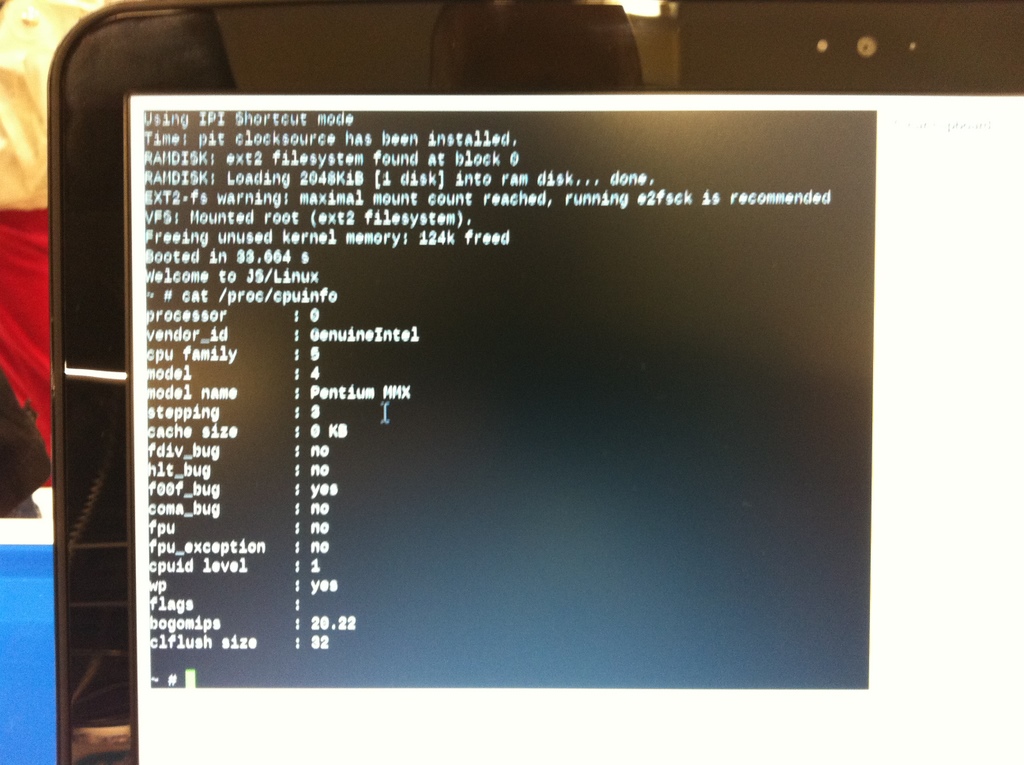 Using IPI Shortcut mode
Time: pit clocksource has been installed.
RAMDISK: ext2 filesystem found at block 0
RAMDISK: Loading 2048KiB [1 disk] into ram disk... done.
EXT2-fs warning: maximal mount count reached, running e2fsck is recommended
VFS: Mounted root (ext2 filesystem).
Freeing unused kernel memory: 124k freed
Booted in 33.664 s
Welcome to JS/Linux
~ # cat /proc/cpuinfo
processor : 0
vendor_id : GenuineIntel
cpu family : 5
model : 4
model name : Pentium MMX
stepping : 3
cache size : 0 KB
fdiv_bug : no
hlt_bug : no
f00f_bug : yes
coma_bug : no
fpu : no
fpu_exception : no
cpuid level : 1
wp : yes
flags :
bogomips : 20.22
clflush size : 32
~ #